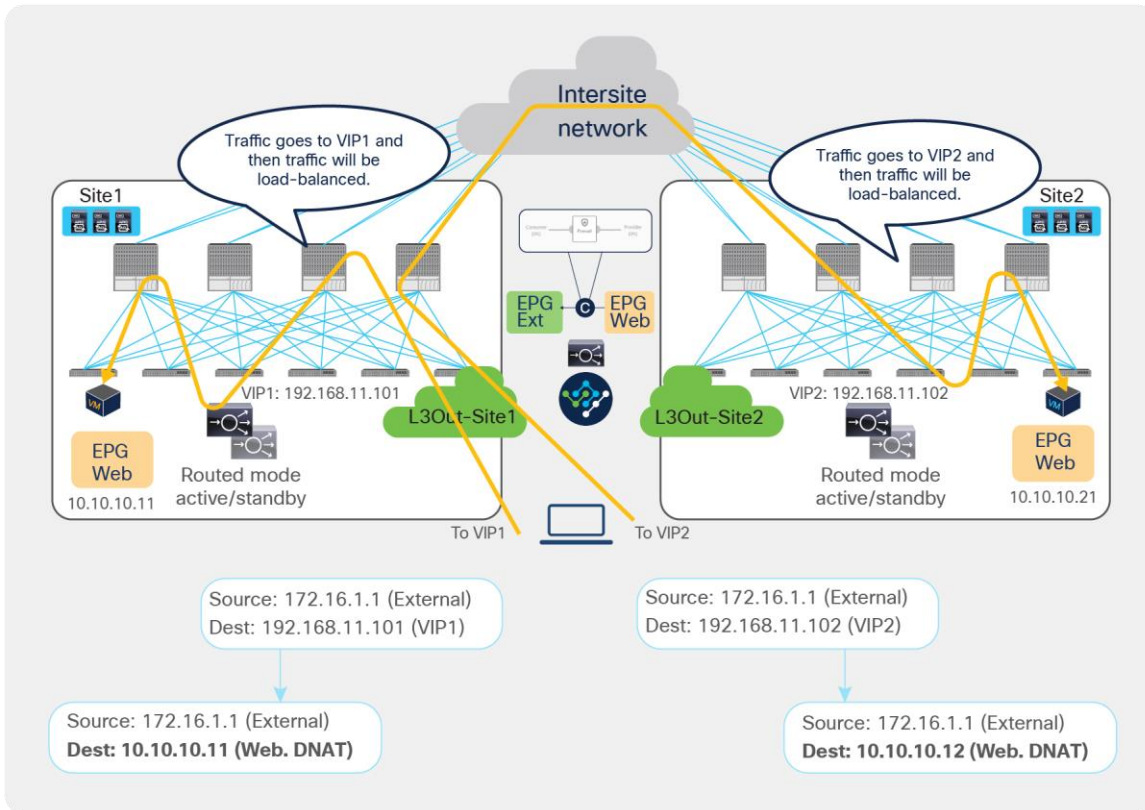 Intersite
network
Traffic goes to VIP1 and
then traffic will be
load-balanced.
Traffic goes to VIP2 and
then traffic will be
load-balanced.
Site1
Site2
Consumer
Firewall
Provider
EPG
Ext
C
EPG
Web
VIP1: 192.168.11.101
L3Out-Site1
L3Out-Site2
VIP2: 192.168.11.102
VM
EPG
Web
10.10.10.11
Routed mode
active/standby
Routed mode
active/standby
VM
EPG
Web
10.10.10.21
To VIP1
To VIP2
Source: 172.16.1.1 (External)
Dest: 192.168.11.101 (VIP1)
Source: 172.16.1.1 (External)
Dest: 192.168.11.102 (VIP2)
Source: 172.16.1.1 (External)
Dest: 10.10.10.11 (Web. DNAT)
Source: 172.16.1.1 (External)
Dest: 10.10.10.12 (Web. DNAT)